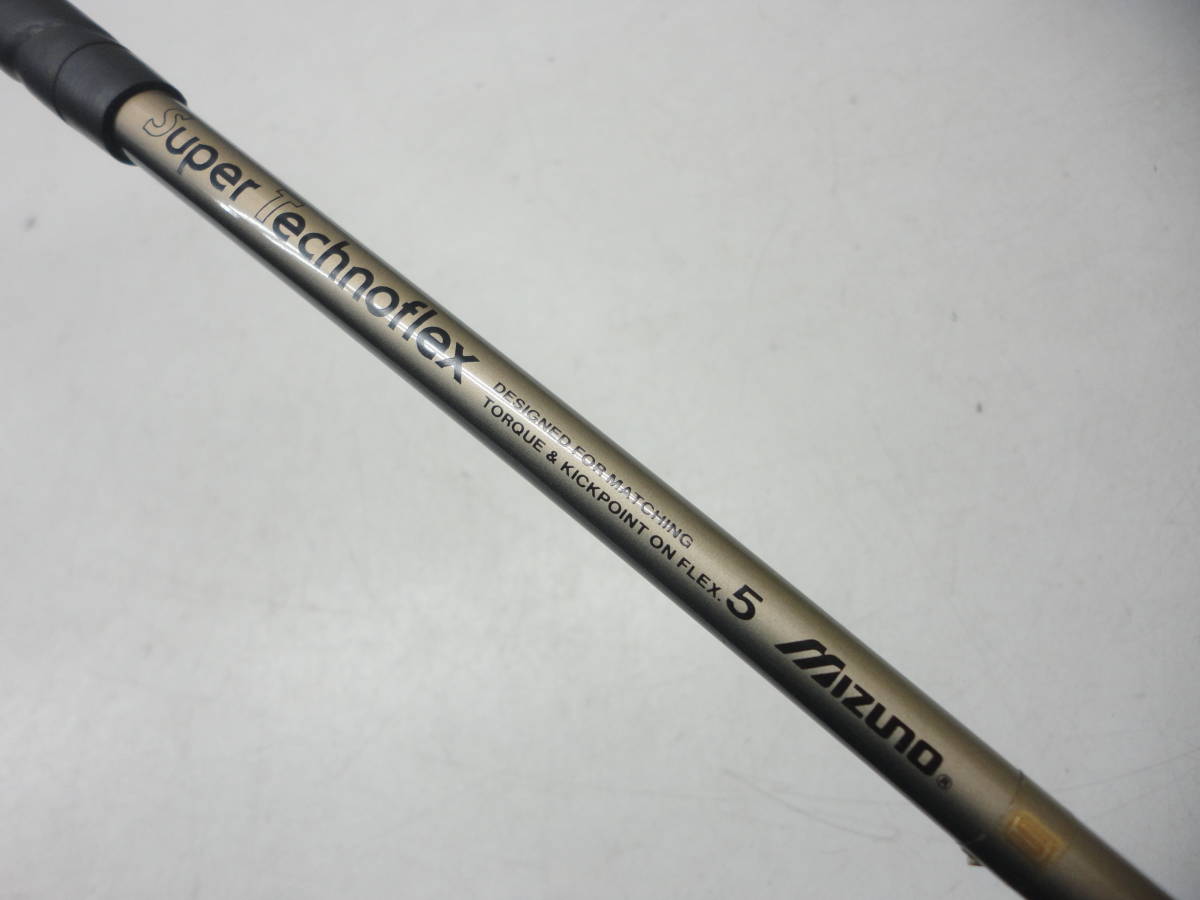 Super Technoflex
DESIGNED FOR MATCHING
TORQUE & KICKPOINT ON FLEX. 5
MIZUNO®